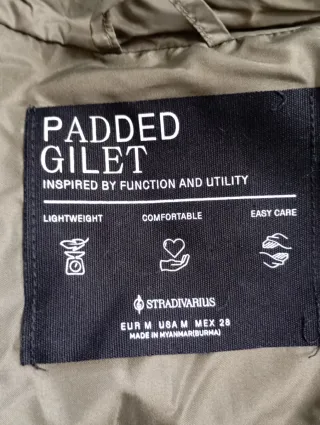 PADDED
GILET
INSPIRED BY FUNCTION AND UTILITY
LIGHTWEIGHT COMFORTABLE EASY CARE
STRADIVARIUS
EUR M USA M MEX 28
MADE IN MYANMAR(BURMA)